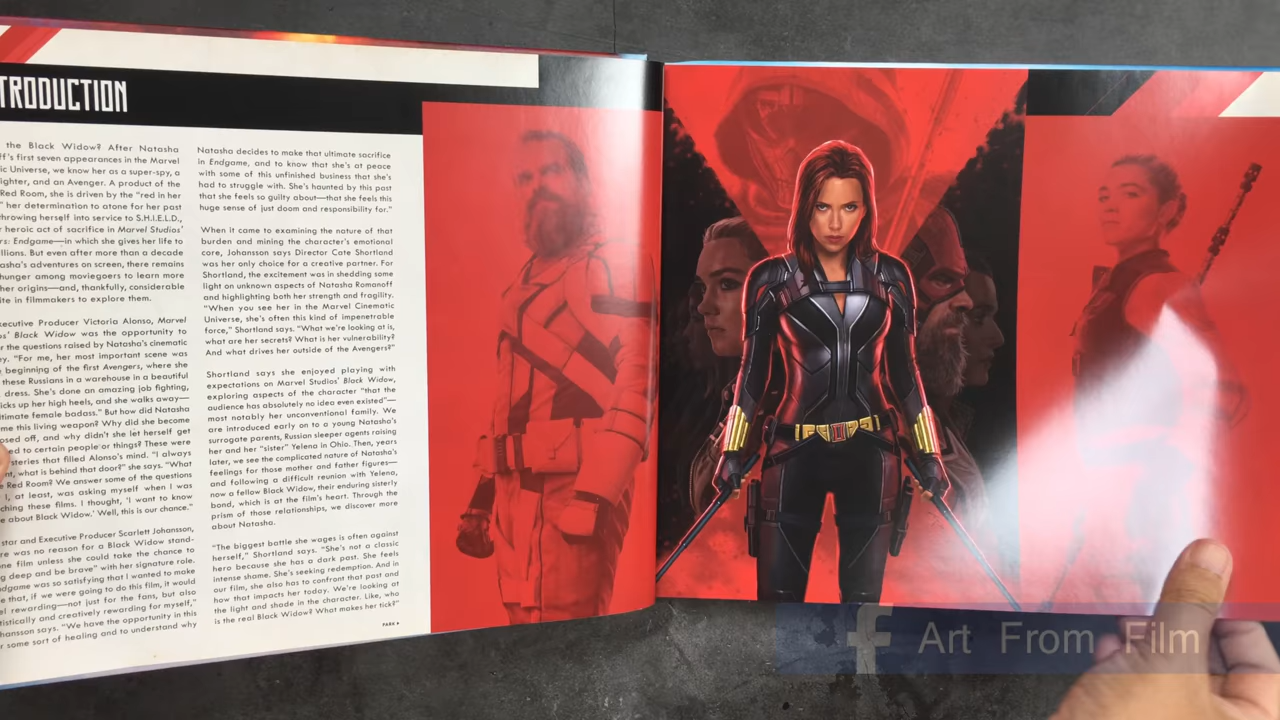 TRODUCTION
the Black Widow? After Natasha
ff's first seven appearances in the Marvel
ic Universe, we know her as a super-spy, a
ighter, and an Avenger. A product of the
Red Room, she is driven by the "red in her
her determination to atone for her past
throwing herself into service to S.H.I.E.L.D.,
heroic act of sacrifice in Marvel Studios'
rs: Endgame—in which she gives her life to
illions. But even after more than a decade
asha's adventures on screen, there remains
hunger among moviegoers to learn more
her origins—and, thankfully, considerable
ite in filmmakers to explore them.
xecutive Producer Victoria Alonso, Marvel
os' Black Widow was the opportunity to
r the questions raised by Natasha's cinematic
ey. "For me, her most important scene was
beginning of the first Avengers, where she
these Russians in a warehouse in a beautiful
dress. She's done an amazing job fighting,
icks up her high heels, and she walks away—
ltimate female badass." But how did Natasha
me this living weapon? Why did she become
osed off, and why didn't she let herself get
ed to certain people or things? These were
steries that filled Alonso's mind. "I always
nt, what is behind that door?" she says. "What
e Red Room? We answer some of the questions
I, at least, was asking myself when I was
ching these films. I thought, 'I want to know
e about Black Widow.' Well, this is our chance."
star and Executive Producer Scarlett Johansson,
re was no reason for a Black Widow stand-
ne film unless she could take the chance to
g deep and be brave" with her signature role.
ndgame was so satisfying that I wanted to make
e that, if we were going to do this film, it would
el rewarding—not just for the fans, but also
tistically and creatively rewarding for myself,"
hansson says. "We have the opportunity in this
r some sort of healing and to understand why
Natasha decides to make that ultimate sacrifice
in Endgame, and to know that she's at peace
with some of this unfinished business that she's
had to struggle with. She's haunted by this past
that she feels so guilty about—that she feels this
huge sense of just doom and responsibility for."
When it came to examining the nature of that
burden and mining the character's emotional
core, Johansson says Director Cate Shortland
was her only choice for a creative partner. For
Shortland, the excitement was in shedding some
light on unknown aspects of Natasha Romanoff
and highlighting both her strength and fragility.
"When you see her in the Marvel Cinematic
Universe, she's often this kind of impenetrable
force," Shortland says. "What we're looking at is,
what are her secrets? What is her vulnerability?
And what drives her outside of the Avengers?"
Shortland says she enjoyed playing with
expectations on Marvel Studios' Black Widow,
exploring aspects of the character "that the
audience has absolutely no idea even existed"—
most notably her unconventional family. We
are introduced early on to a young Natasha's
surrogate parents, Russian sleeper agents raising
her and her "sister" Yelena in Ohio. Then, years
later, we see the complicated nature of Natasha's
feelings for those mother and father figures—
and following a difficult reunion with Yelena,
now a fellow Black Widow, their enduring sisterly
bond, which is at the film's heart. Through the
prism of those relationships, we discover more
about Natasha.
"The biggest battle she wages is often against
herself," Shortland says. "She's not a classic
hero because she has a dark past. She feels
intense shame. She's seeking redemption. And in
our film, she also has to confront that past and
how that impacts her today. We're looking at
the light and shade in the character. Like, who
is the real Black Widow? What makes her tick?"
PARK
f Art From Film